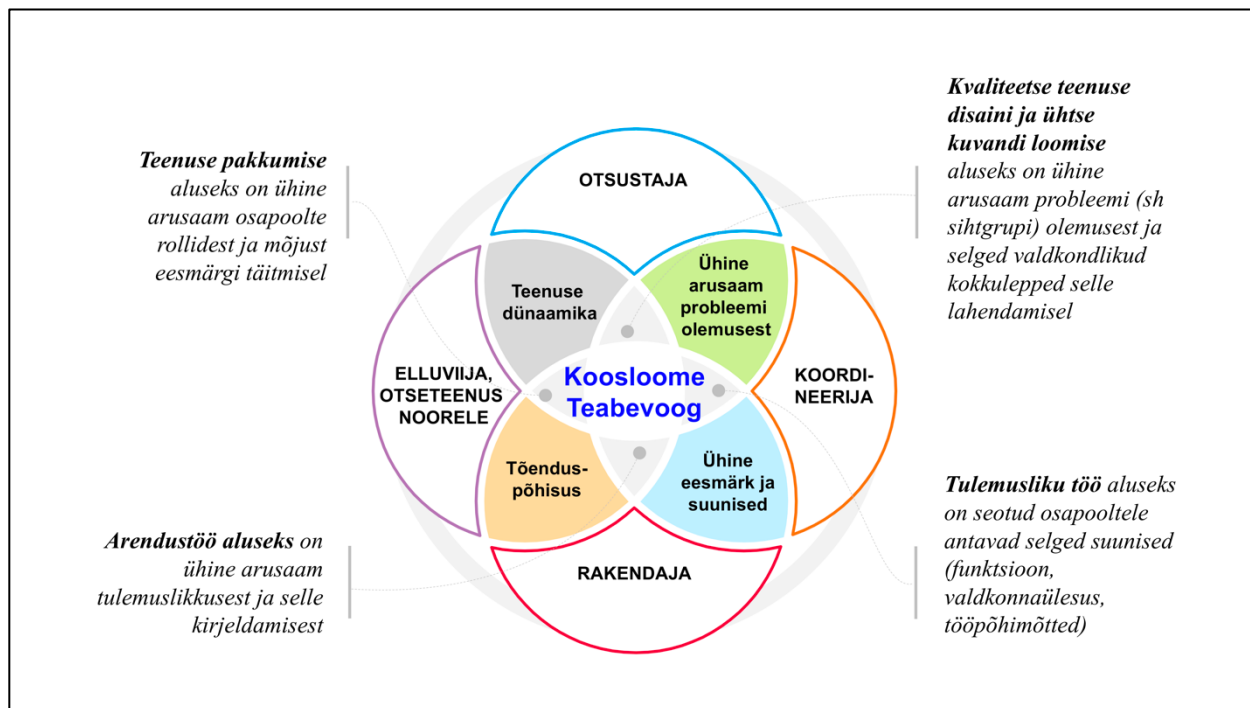 Teenuse pakkumise
aluseks on ühine
arusaam osapoolte
rollidest ja mõjust
eesmärgi täitmisel
Kvaliteetse teenuse
disaini ja ühtse
kuvandi loomise
aluseks on ühine
arusaam probleemi (sh
sihtgrupi) olemusest ja
selged valdkondlikud
kokkulepped selle
lahendamisel
OTSUSTAJA
Teenuse
dünaamika
Ühine
arusaam
probleemi
olemusest
ELLUVIIJA,
OTSETEENUS
NOORELE
Koosloome
Teabevoog
KOORDI-
NEERIJA
Tõendus-
põhisus
Ühine
eesmärk ja
suunised
RAKENDAJA
Arendustöö aluseks on
ühine arusaam
tulemuslikkusest ja selle
kirjeldamisest
Tulemusliku töö aluseks
on seotud osapooltele
antavad selged suunised
(funktsioon,
valdkonnaülesus,
tööpõhimõtted)